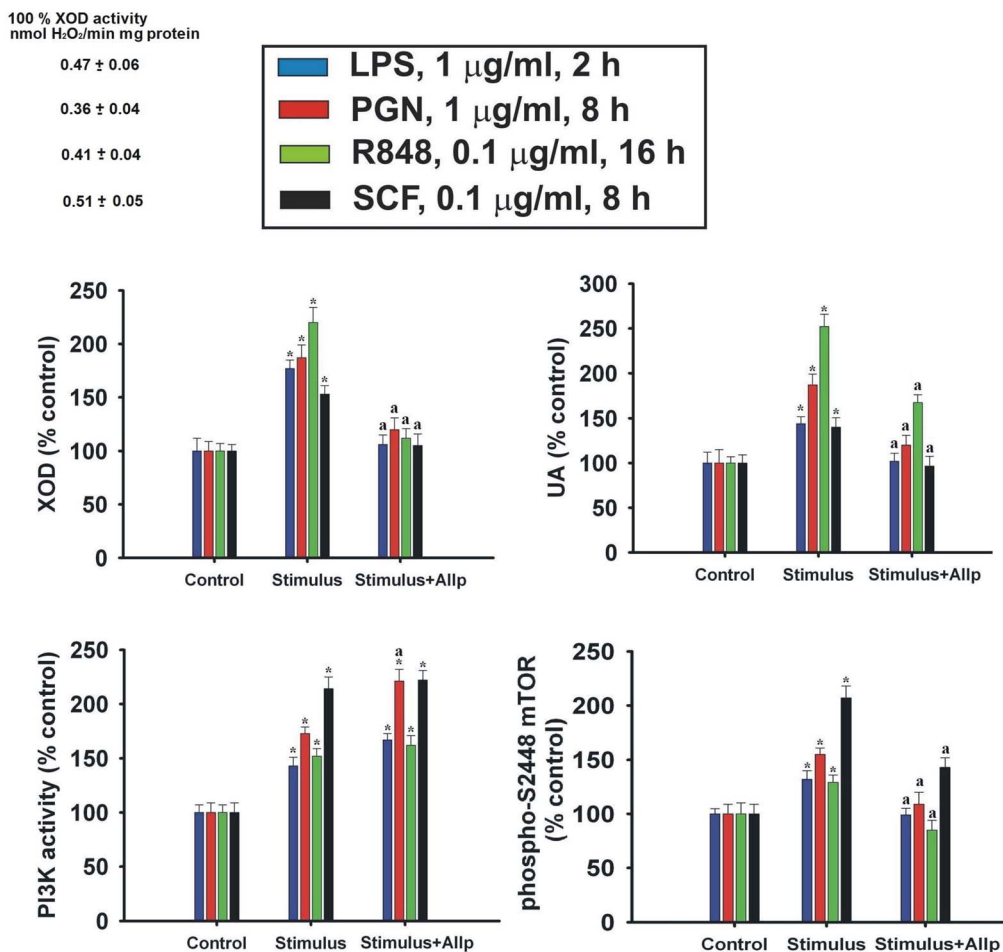 100 % XOD activity
nmol H₂O₂/min mg protein
0.47 ± 0.06
0.36 ± 0.04
0.41 ± 0.04
0.51 ± 0.05
LPS, 1 μg/ml, 2 h
PGN, 1 μg/ml, 8 h
R848, 0.1 μg/ml, 16 h
SCF, 0.1 μg/ml, 8 h
XOD (% control)
250
200
150
100
50
0
* * * *
a a a a
Control Stimulus Stimulus+Allp
UA (% control)
300
250
200
150
100
50
0
* * * *
a a a a
Control Stimulus Stimulus+Allp
PI3K activity (% control)
250
200
150
100
50
0
* * * *
a
* * * *
Control Stimulus Stimulus+Allp
phospho-S2448 mTOR
(% control)
250
200
150
100
50
0
* * * *
a a a a
Control Stimulus Stimulus+Allp